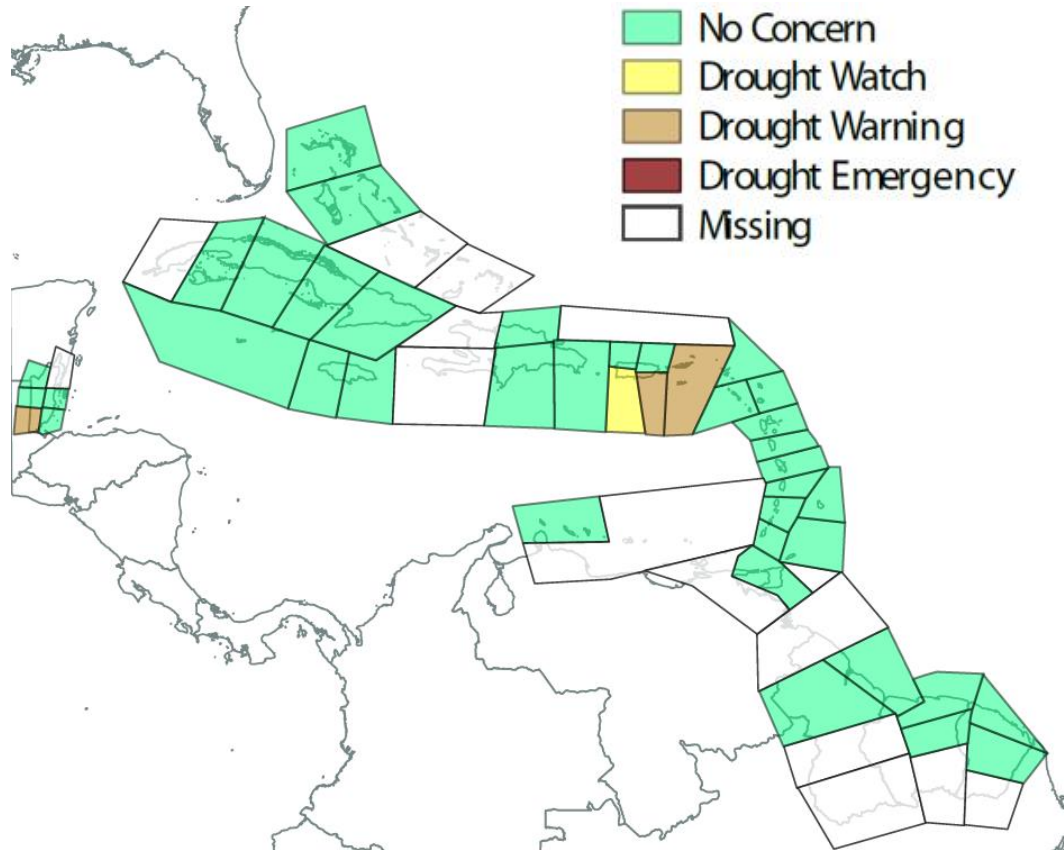 No Concern
Drought Watch
Drought Warning
Drought Emergency
Missing